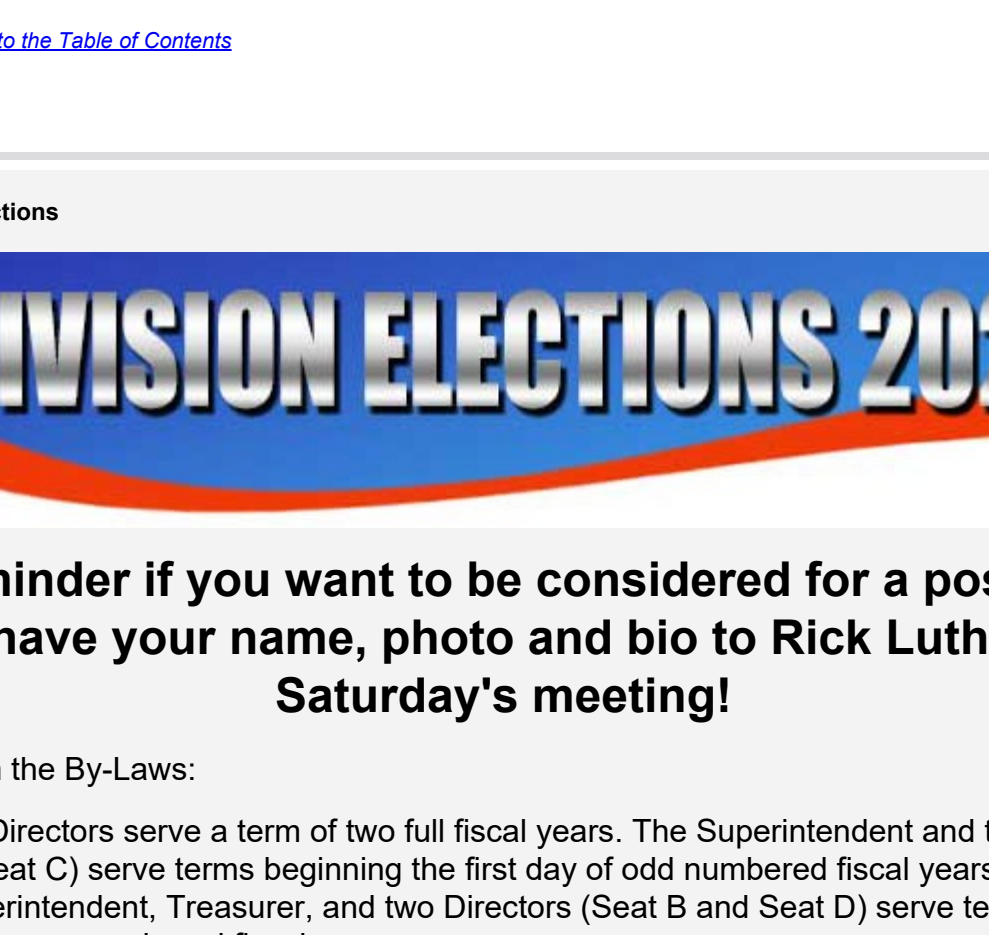 to the Table of Contents
ctions
IVISION ELECTIONS 202
ninder if you want to be considered for a pos
have your name, photo and bio to Rick Luth
Saturday's meeting!
the By-Laws:
Directors serve a term of two full fiscal years. The Superintendent and t
eat C) serve terms beginning the first day of odd numbered fiscal years
erintendent, Treasurer, and two Directors (Seat B and Seat D) serve te